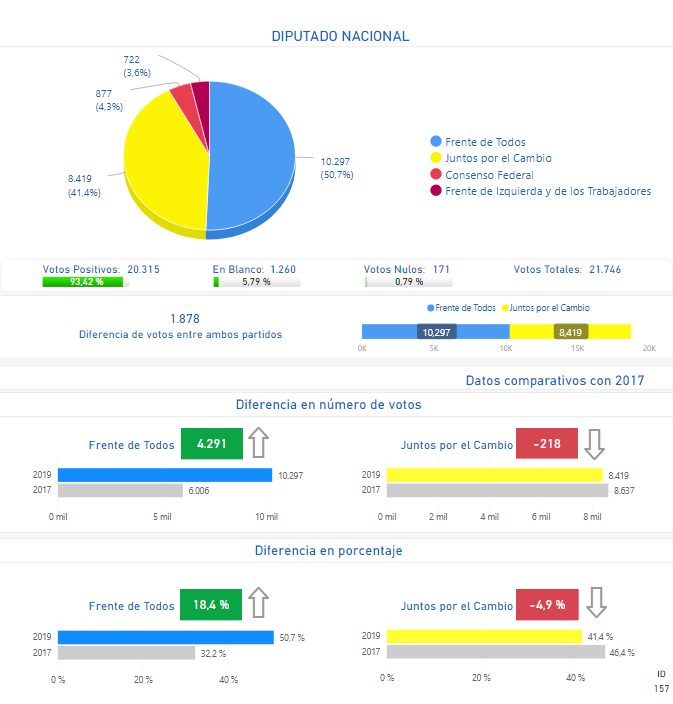 DIPUTADO NACIONAL
722
(3,6%)
877
(4,3%)
8.419
(41,4%)
10.297
(50,7%)
Frente de Todos
Juntos por el Cambio
Consenso Federal
Frente de Izquierda y de los Trabajadores
Votos Positivos: 20.315
93,42 %
En Blanco: 1.260
5,79 %
Votos Nulos: 171
0,79 %
Votos Totales: 21.746
1.878
Diferencia de votos entre ambos partidos
Frente de Todos Juntos por el Cambio
10,297 8,419
0K 5K 10K 15K 20K
Datos comparativos con 2017
Diferencia en número de votos
Frente de Todos 4.291
2019 10.297
2017 6.006
0 mil 5 mil 10 mil
Juntos por el Cambio -218
2019 8.419
2017 8.637
0 mil 2 mil 4 mil 6 mil 8 mil
Diferencia en porcentaje
Frente de Todos 18,4 %
2019 50,7 %
2017 32,2 %
0 % 20 % 40 %
Juntos por el Cambio -4,9 %
2019 41,4 %
2017 46,4 %
0 % 20 % 40 %
ID
157